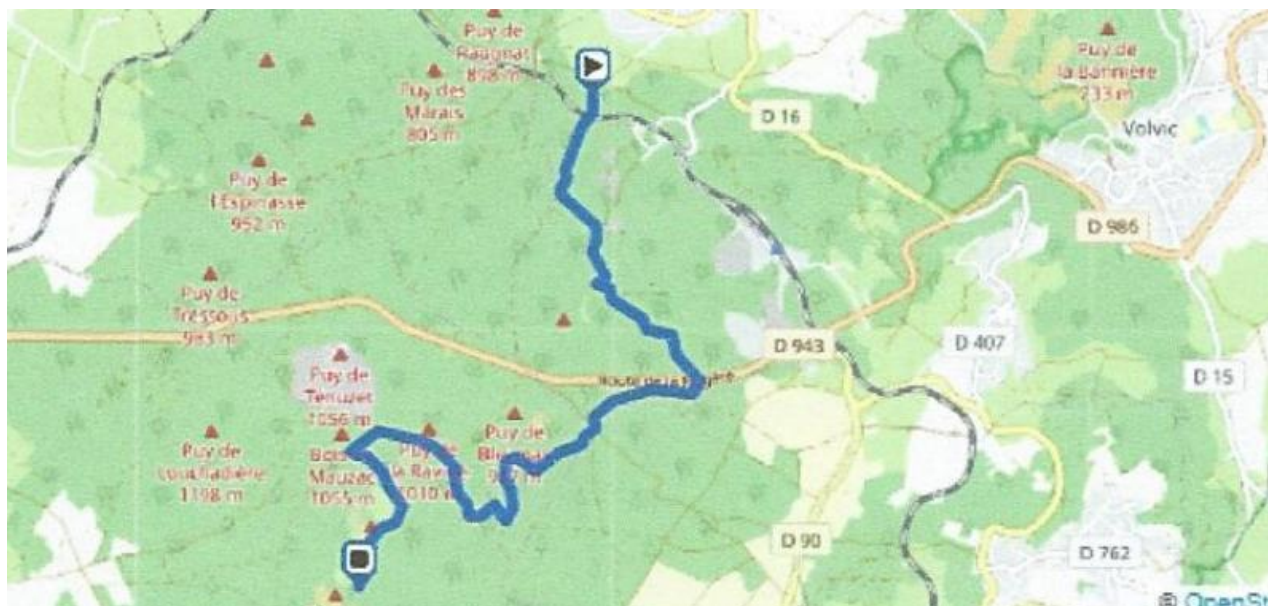 Puy de
Raugnat
898 m
Puy des
Marais
805 m
Puy de
la Bannière
733 m
Volvic
D 16
Puy de
l'Espinasse
952 m
D 986
Puy de
Tressous
983 m
D 943
D 407
D 15
Route de la
Puy de
Tenuzet
1056 m
Puy de
Louchadière
1198 m
Bois
Mauzac
1055 m
Puy de
la
1010 m
Puy de
D 90
D 762
© OpenSt